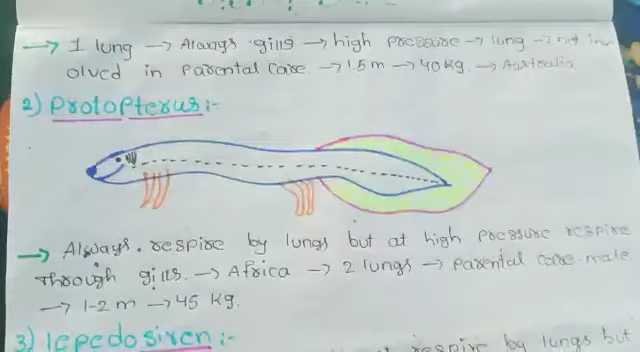 → 1 lung → Always gills → high pressure → lung → not inv
olved in Parental Care → 1.5 m → 40 kg. → Australia
2) Protopterus:-
→ Always. respire by lungs but at high pressure respire
Through gills. → Africa → 2 lungs → parental care male
→ 1-2 m → 45 kg.
3) lepedosiren:-
respire by lungs but